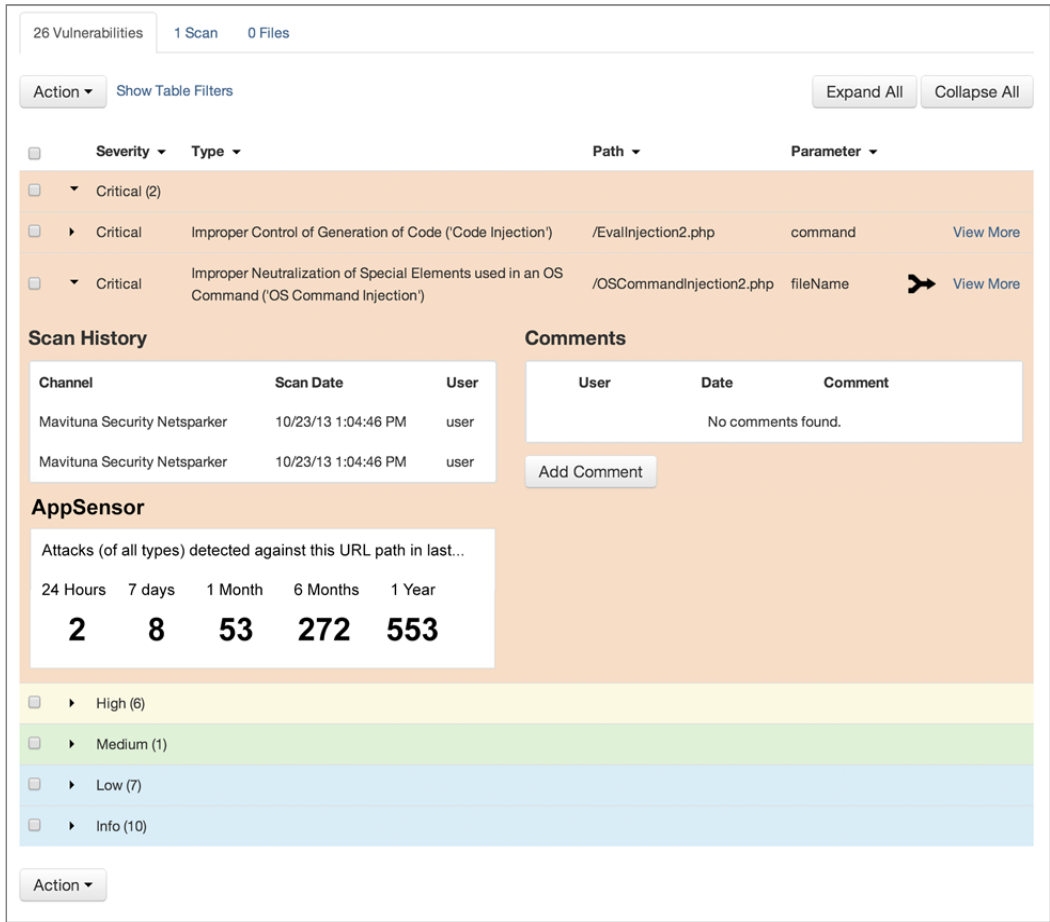 26 Vulnerabilities 1 Scan 0 Files
Action Show Table Filters Expand All Collapse All
Severity Type Path Parameter
Critical (2)
Critical Improper Control of Generation of Code ('Code Injection') /EvalInjection2.php command View More
Critical Improper Neutralization of Special Elements used in an OS
Command ('OS Command Injection') /OSCommandInjection2.php fileName View More
Scan History
Channel Scan Date User
Mavituna Security Netsparker 10/23/13 1:04:46 PM user
Mavituna Security Netsparker 10/23/13 1:04:46 PM user
Comments
User Date Comment
No comments found.
Add Comment
AppSensor
Attacks (of all types) detected against this URL path in last...
24 Hours 7 days 1 Month 6 Months 1 Year
2 8 53 272 553
High (6)
Medium (1)
Low (7)
Info (10)
Action